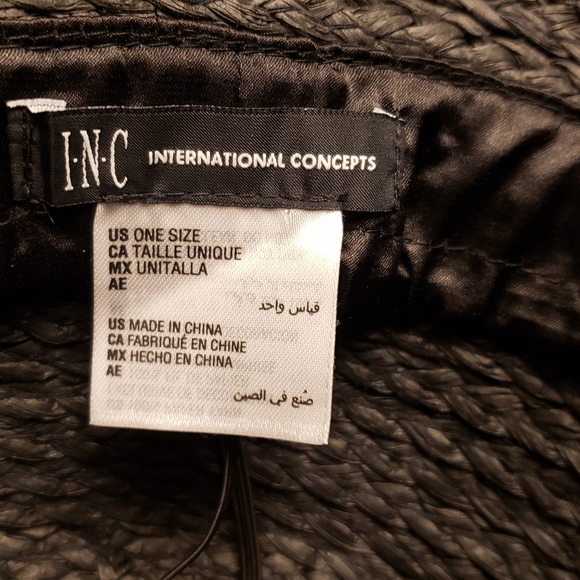 I·N·C INTERNATIONAL CONCEPTS
US ONE SIZE
CA TAILLE UNIQUE
MX UNITALLA
AE
قياس واحد
US MADE IN CHINA
CA FABRIQUÉ EN CHINE
MX HECHO EN CHINA
AE
صُنع في الصين